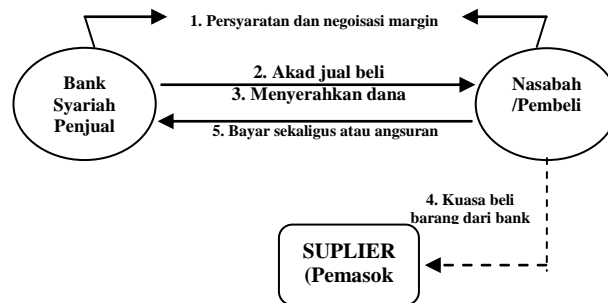 1. Persyaratan dan negoisasi margin
Bank
Syariah
Penjual
2. Akad jual beli
3. Menyerahkan dana
5. Bayar sekaligus atau angsuran
Nasabah
/Pembeli
4. Kuasa beli
barang dari bank
SUPLIER
(Pemasok